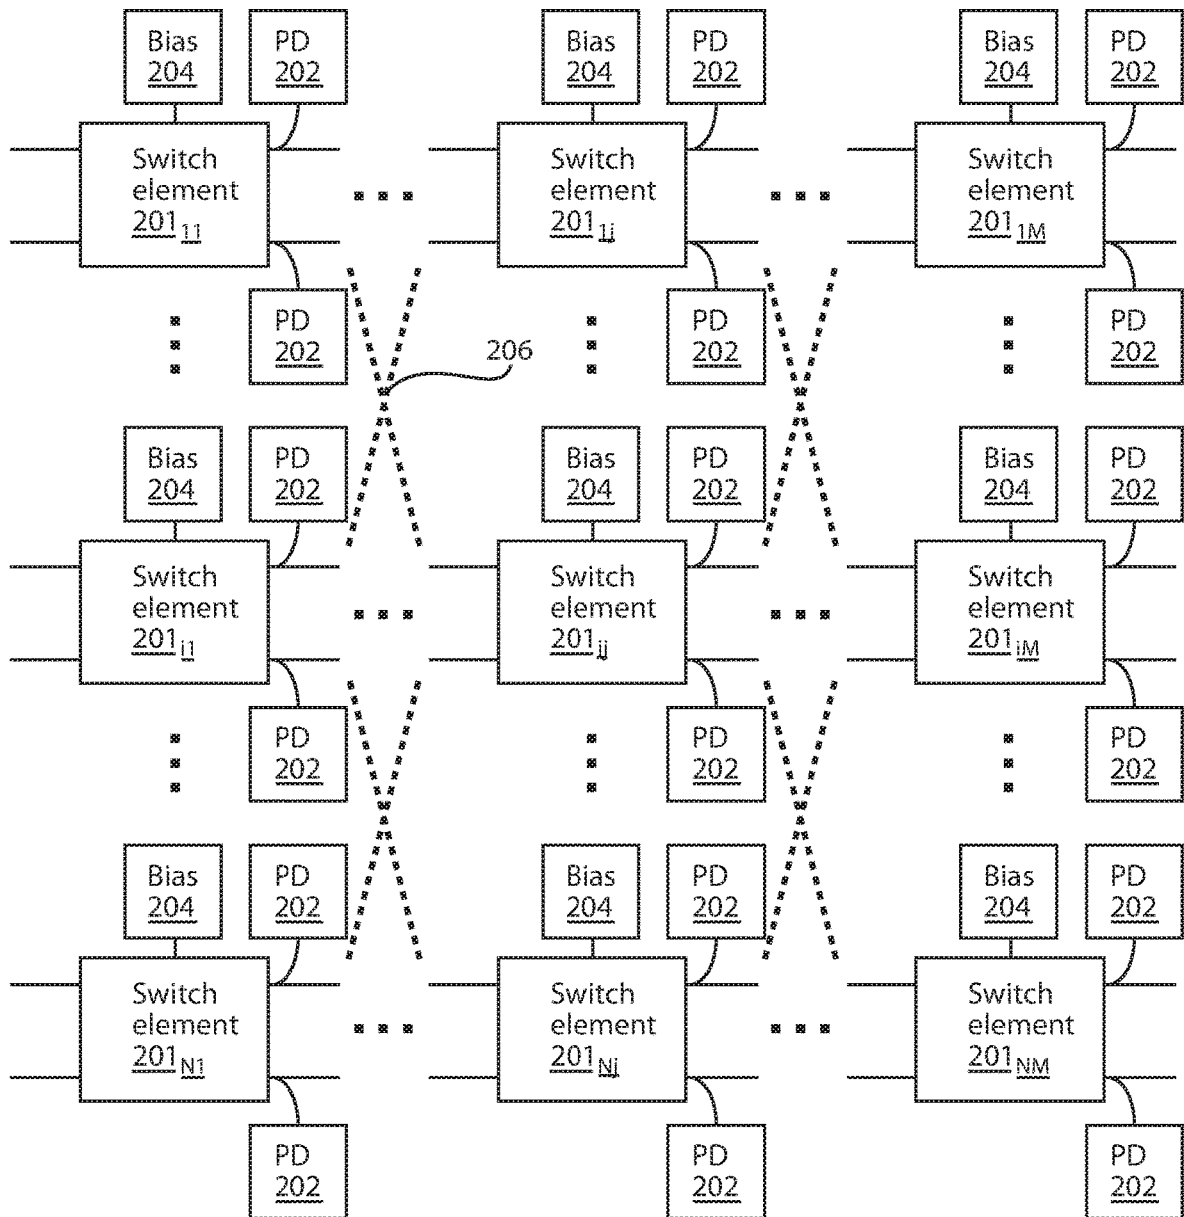 Bias
204
PD
202
Bias
204
PD
202
Bias
204
PD
202
Switch
element
201 11
Switch
element
201 1j
Switch
element
201 1M
PD
202
PD
202
PD
202
206
Bias
204
PD
202
Bias
204
PD
202
Bias
204
PD
202
Switch
element
201 i1
Switch
element
201 ij
Switch
element
201 iM
PD
202
PD
202
PD
202
Bias
204
PD
202
Bias
204
PD
202
Bias
204
PD
202
Switch
element
201 N1
Switch
element
201 Nj
Switch
element
201 NM
PD
202
PD
202
PD
202